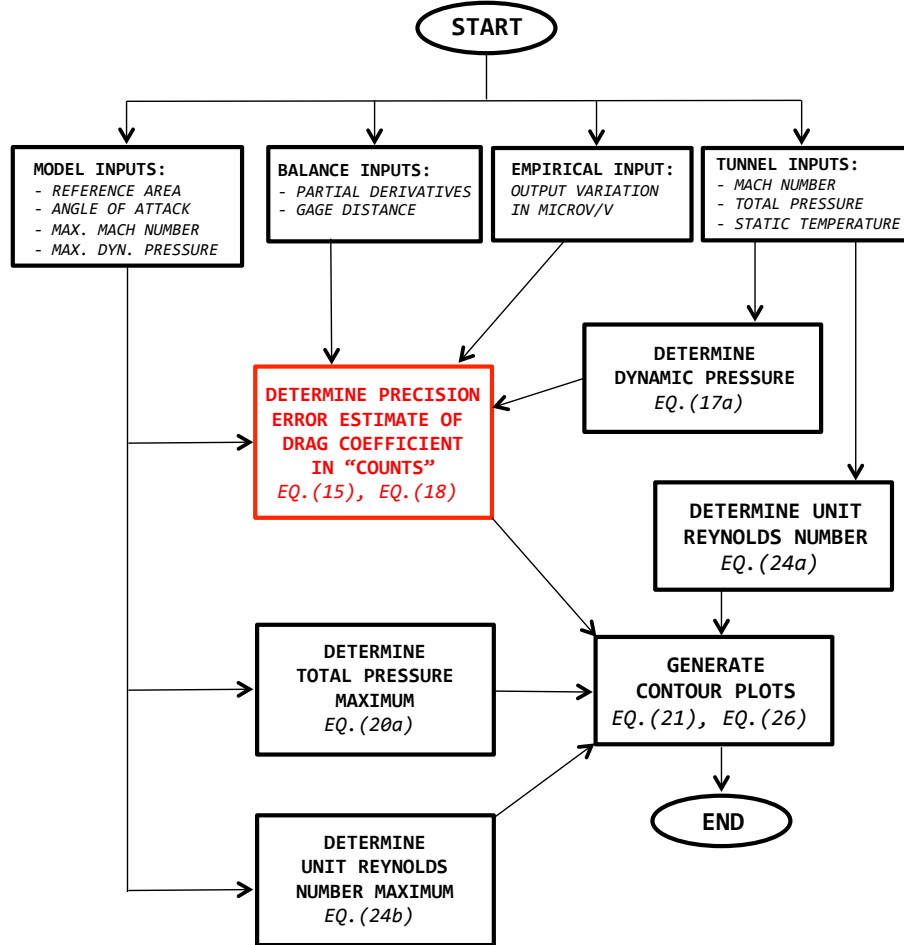 START
MODEL INPUTS:
- REFERENCE AREA
- ANGLE OF ATTACK
- MAX. MACH NUMBER
- MAX. DYN. PRESSURE
BALANCE INPUTS:
- PARTIAL DERIVATIVES
- GAGE DISTANCE
EMPIRICAL INPUT:
OUTPUT VARIATION
IN MICROV/V
TUNNEL INPUTS:
- MACH NUMBER
- TOTAL PRESSURE
- STATIC TEMPERATURE
DETERMINE
DYNAMIC PRESSURE
EQ.(17a)
DETERMINE PRECISION
ERROR ESTIMATE OF
DRAG COEFFICIENT
IN “COUNTS”
EQ.(15), EQ.(18)
DETERMINE UNIT
REYNOLDS NUMBER
EQ.(24a)
DETERMINE
TOTAL PRESSURE
MAXIMUM
EQ.(20a)
GENERATE
CONTOUR PLOTS
EQ.(21), EQ.(26)
DETERMINE
UNIT REYNOLDS
NUMBER MAXIMUM
EQ.(24b)
END